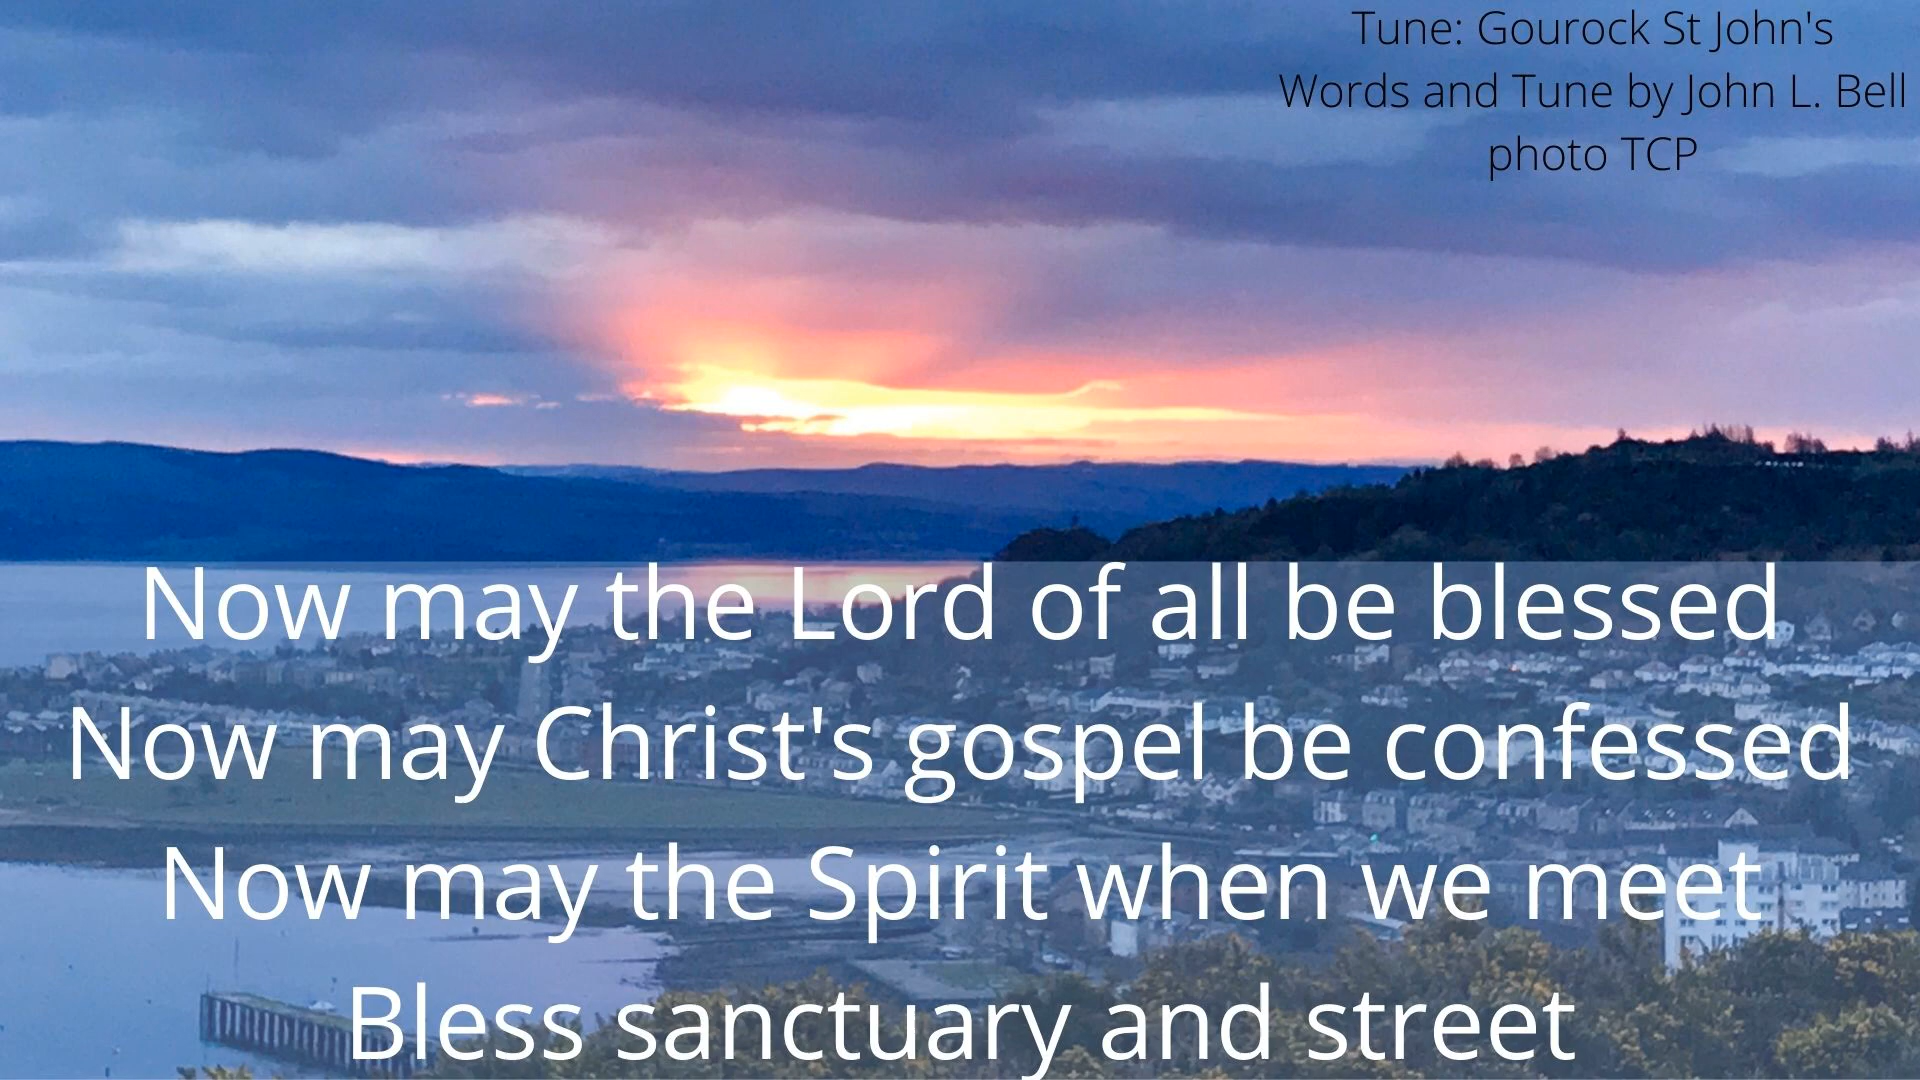 Tune: Gourock St John's
Words and Tune by John L. Bell
photo TCP
Now may the Lord of all be blessed
Now may Christ's gospel be confessed
Now may the Spirit when we meet
Bless sanctuary and street